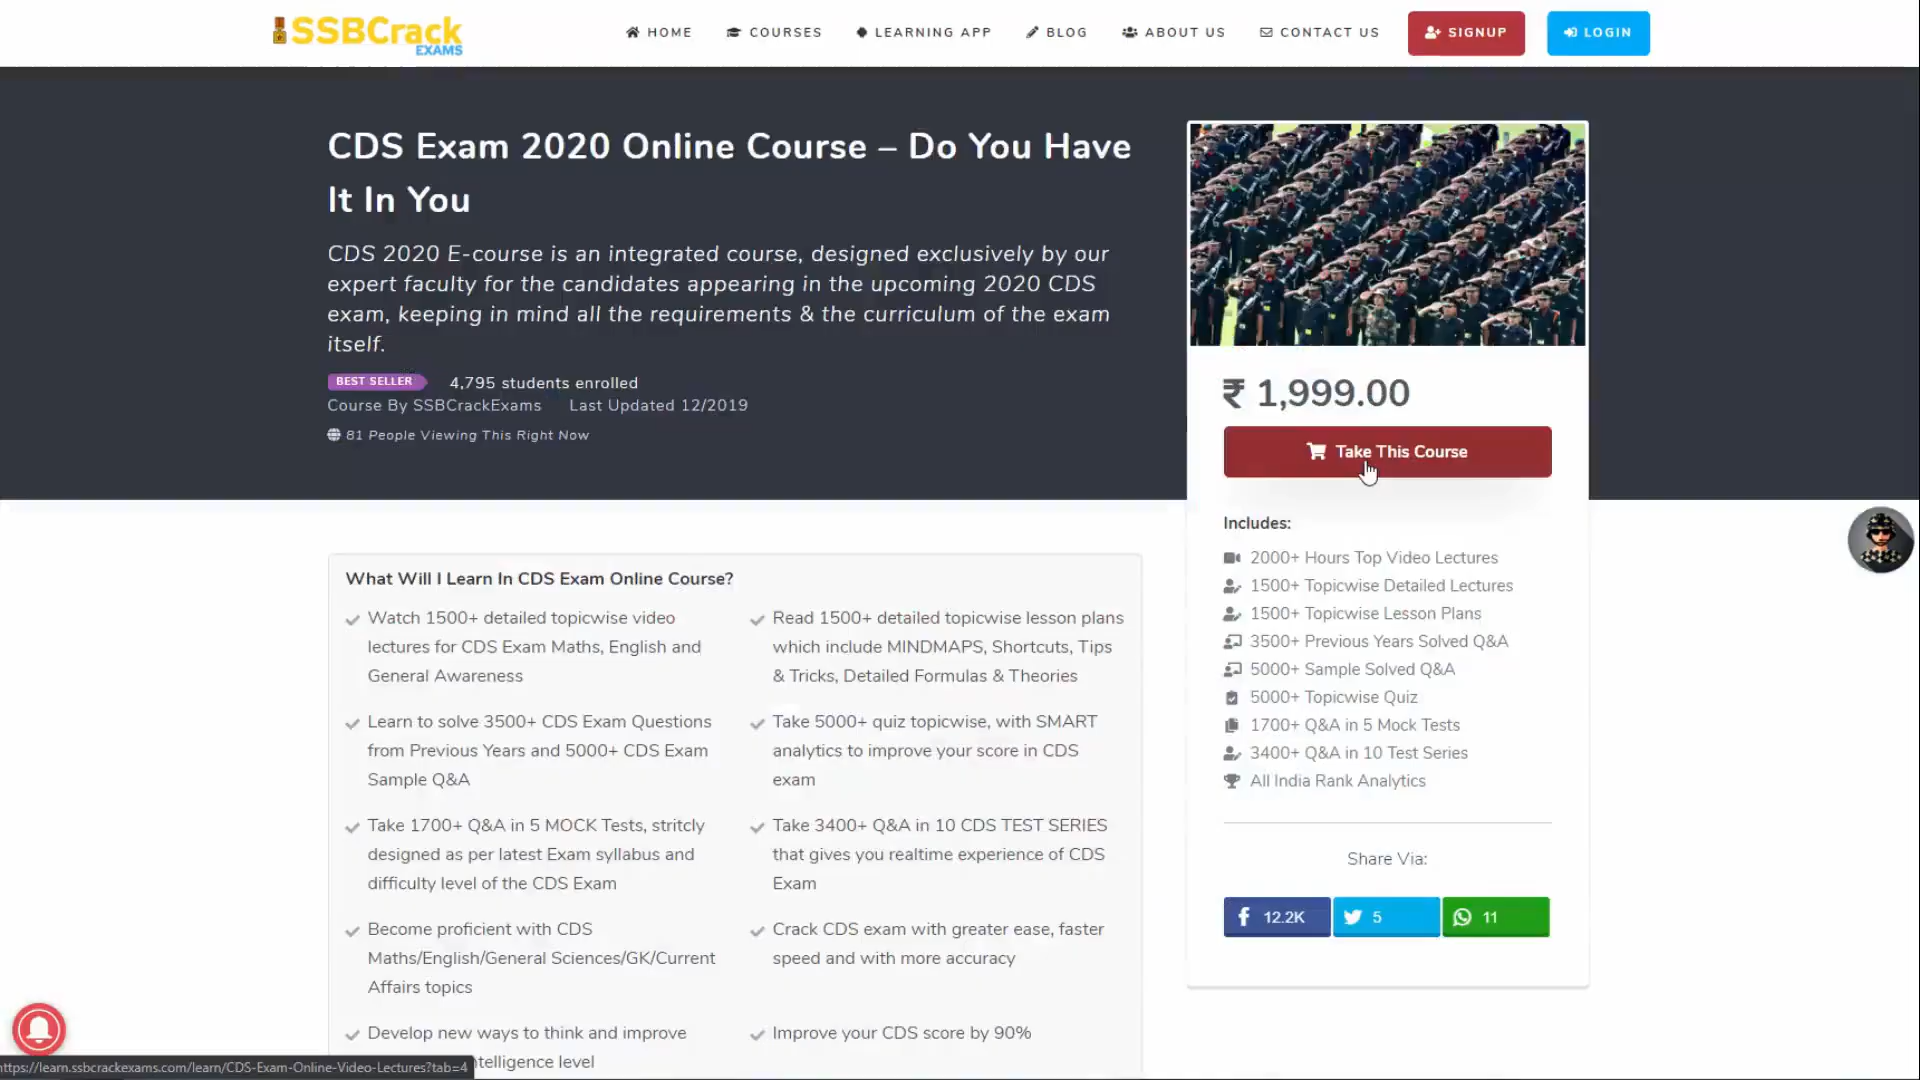 SSBCrack
EXAMS
HOME
COURSES
LEARNING APP
BLOG
ABOUT US
CONTACT US
SIGNUP
LOGIN
CDS Exam 2020 Online Course – Do You Have
It In You
CDS 2020 E-course is an integrated course, designed exclusively by our
expert faculty for the candidates appearing in the upcoming 2020 CDS
exam, keeping in mind all the requirements & the curriculum of the exam
itself.
BEST SELLER 4,795 students enrolled
Course By SSBCrackExams Last Updated 12/2019
81 People Viewing This Right Now
₹ 1,999.00
Take This Course
Includes:
2000+ Hours Top Video Lectures
1500+ Topicwise Detailed Lectures
1500+ Topicwise Lesson Plans
3500+ Previous Years Solved Q&A
5000+ Sample Solved Q&A
5000+ Topicwise Quiz
1700+ Q&A in 5 Mock Tests
3400+ Q&A in 10 Test Series
All India Rank Analytics
Share Via:
12.2K
5
11
What Will I Learn In CDS Exam Online Course?
Watch 1500+ detailed topicwise video
lectures for CDS Exam Maths, English and
General Awareness
Read 1500+ detailed topicwise lesson plans
which include MINDMAPS, Shortcuts, Tips
& Tricks, Detailed Formulas & Theories
Learn to solve 3500+ CDS Exam Questions
from Previous Years and 5000+ CDS Exam
Sample Q&A
Take 5000+ quiz topicwise, with SMART
analytics to improve your score in CDS
exam
Take 1700+ Q&A in 5 MOCK Tests, stritcly
designed as per latest Exam syllabus and
difficulty level of the CDS Exam
Take 3400+ Q&A in 10 CDS TEST SERIES
that gives you realtime experience of CDS
Exam
Become proficient with CDS
Maths/English/General Sciences/GK/Current
Affairs topics
Crack CDS exam with greater ease, faster
speed and with more accuracy
Develop new ways to think and improve
ntelligence level
Improve your CDS score by 90%
ttps://learn.ssbcrackexams.com/learn/CDS-Exam-Online-Video-Lectures?tab=4